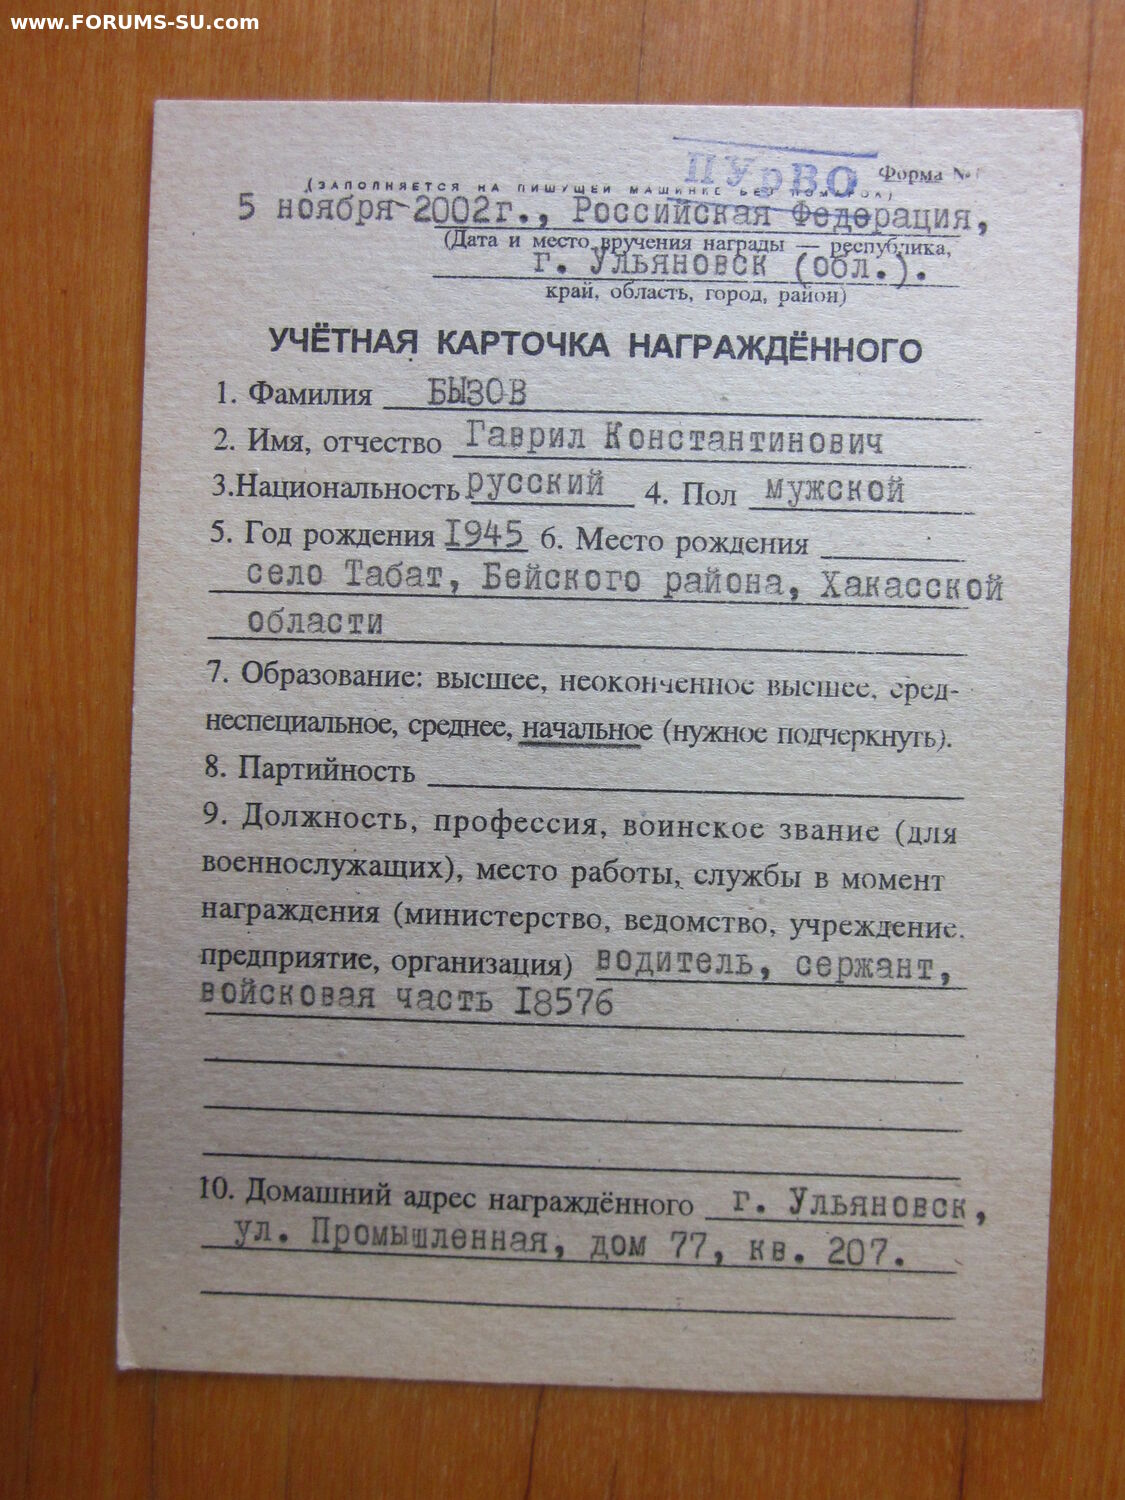 www.FORUMS-SU.com
ПУрВО
Форма №
(ЗАПОЛНЯЕТСЯ НА ПИШУЩЕЙ МАШИНКЕ БЕЗ ПОМАРОК)
5 ноября 2002г., Российская Федерация,
(Дата и место вручения награды — республика,
г. Ульяновск (обл.).
край, область, город, район)
УЧЁТНАЯ КАРТОЧКА НАГРАЖДЁННОГО
1. Фамилия БЫЗОВ
2. Имя, отчество Гаврил Константинович
3.Национальность русский 4. Пол мужской
5. Год рождения I945 6. Место рождения
село Табат, Бейского района, Хакасской
области
7. Образование: высшее, неоконченное высшее, сред-
неспециальное, среднее, начальное (нужное подчеркнуть).
8. Партийность
9. Должность, профессия, воинское звание (для
военнослужащих), место работы, службы в момент
награждения (министерство, ведомство, учреждение,
предприятие, организация) водитель, сержант,
войсковая часть I8576
10. Домашний адрес награждённого г. Ульяновск,
ул. Промышленная, дом 77, кв. 207.